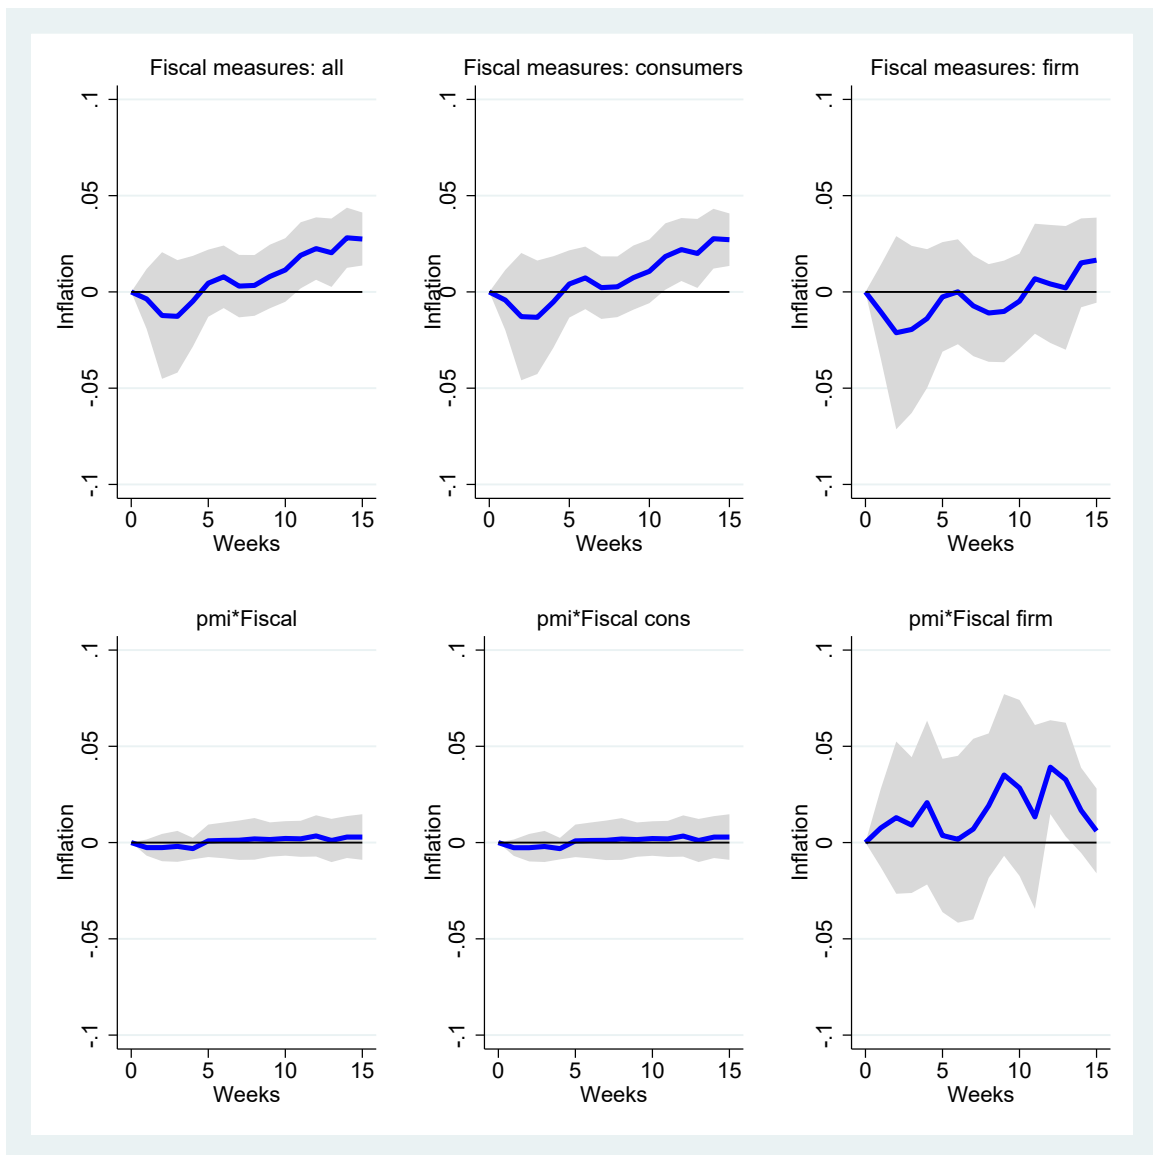 Fiscal measures: all
.1
.05
0
-.05
-.1
Inflation
0 5 10 15
Weeks
Fiscal measures: consumers
.1
.05
0
-.05
-.1
Inflation
0 5 10 15
Weeks
Fiscal measures: firm
.1
.05
0
-.05
-.1
Inflation
0 5 10 15
Weeks
pmi*Fiscal
.1
.05
0
-.05
-.1
Inflation
0 5 10 15
Weeks
pmi*Fiscal cons
.1
.05
0
-.05
-.1
Inflation
0 5 10 15
Weeks
pmi*Fiscal firm
.1
.05
0
-.05
-.1
Inflation
0 5 10 15
Weeks